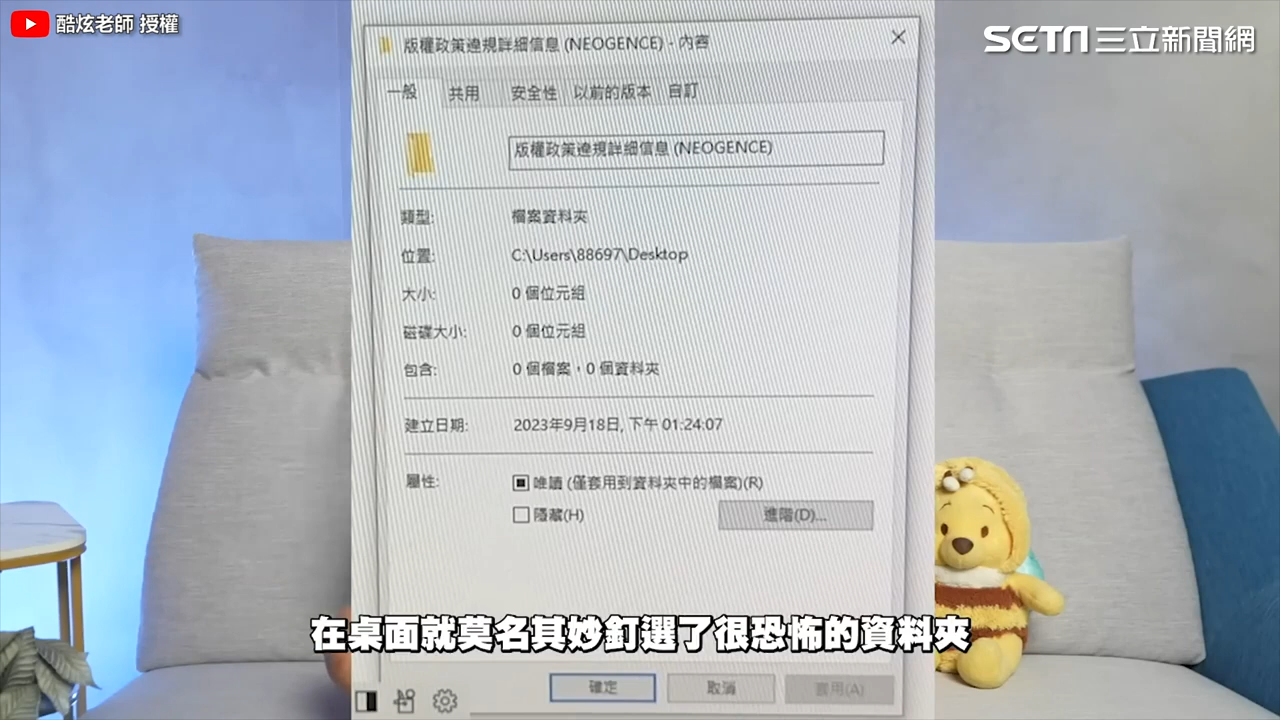 酷炫老師 授權
SETN三立新聞網
版權政策違規詳細信息 (NEOGENCE) - 內容
一般 共用 安全性 以前的版本 自訂
版權政策違規詳細信息 (NEOGENCE)
類型: 檔案資料夾
位置: C:\Users\88697\Desktop
大小: 0 個位元組
磁碟大小: 0 個位元組
包含: 0 個檔案，0 個資料夾
建立日期: 2023年9月18日, 下午 01:24:07
屬性: 唯讀 (僅套用到資料夾中的檔案)(R)
隱藏(H) 進階(D)...
在桌面就莫名其妙釘選了很恐怖的資料夾
確定 取消 套用(A)